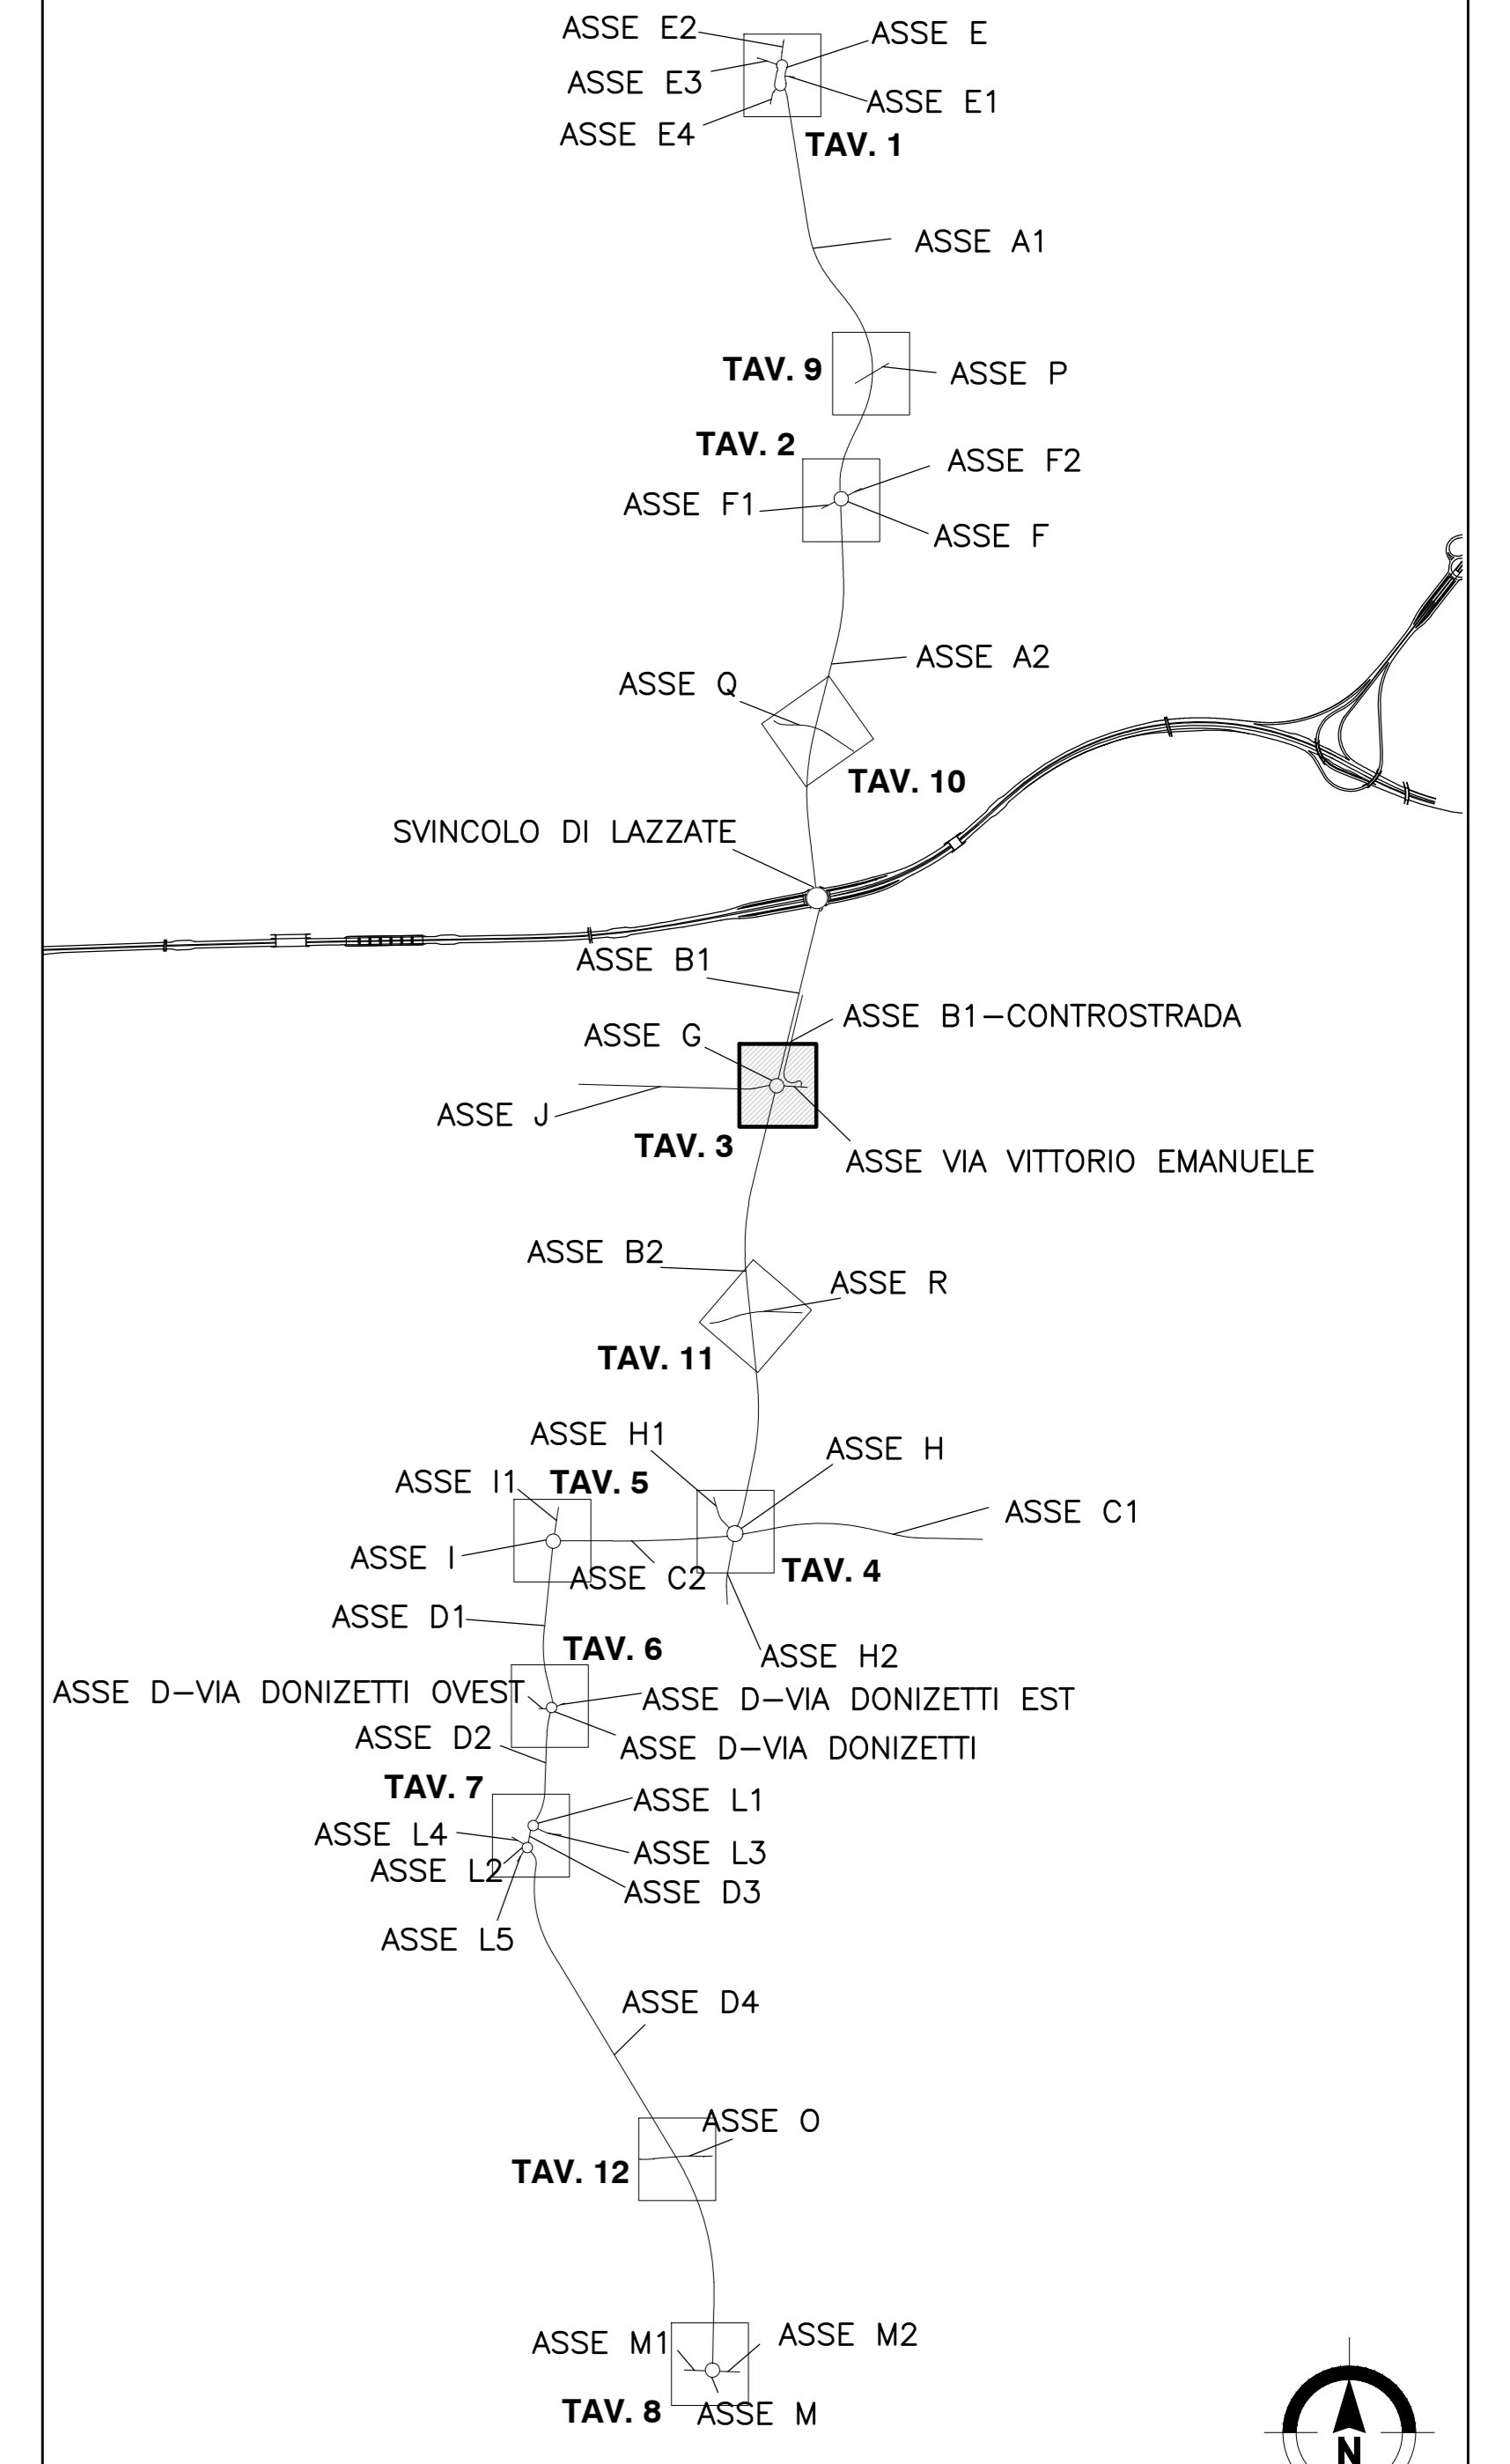 ASSE E2
ASSE E
ASSE E3
ASSE E1
ASSE E4
TAV. 1
ASSE A1
TAV. 9
ASSE P
TAV. 2
ASSE F2
ASSE F1
ASSE F
ASSE A2
ASSE Q
TAV. 10
SVINCOLO DI LAZZATE
ASSE B1
ASSE B1-CONTROSTRADA
ASSE G
ASSE J
TAV. 3
ASSE VIA VITTORIO EMANUELE
ASSE B2
ASSE R
TAV. 11
ASSE H1
ASSE H
ASSE I1
TAV. 5
ASSE C1
ASSE I
ASSE C2
TAV. 4
ASSE D1
TAV. 6
ASSE H2
ASSE D-VIA DONIZETTI OVEST
ASSE D-VIA DONIZETTI EST
ASSE D2
ASSE D-VIA DONIZETTI
TAV. 7
ASSE L1
ASSE L4
ASSE L3
ASSE L2
ASSE D3
ASSE L5
ASSE D4
ASSE O
TAV. 12
ASSE M1
ASSE M2
TAV. 8
ASSE M
N